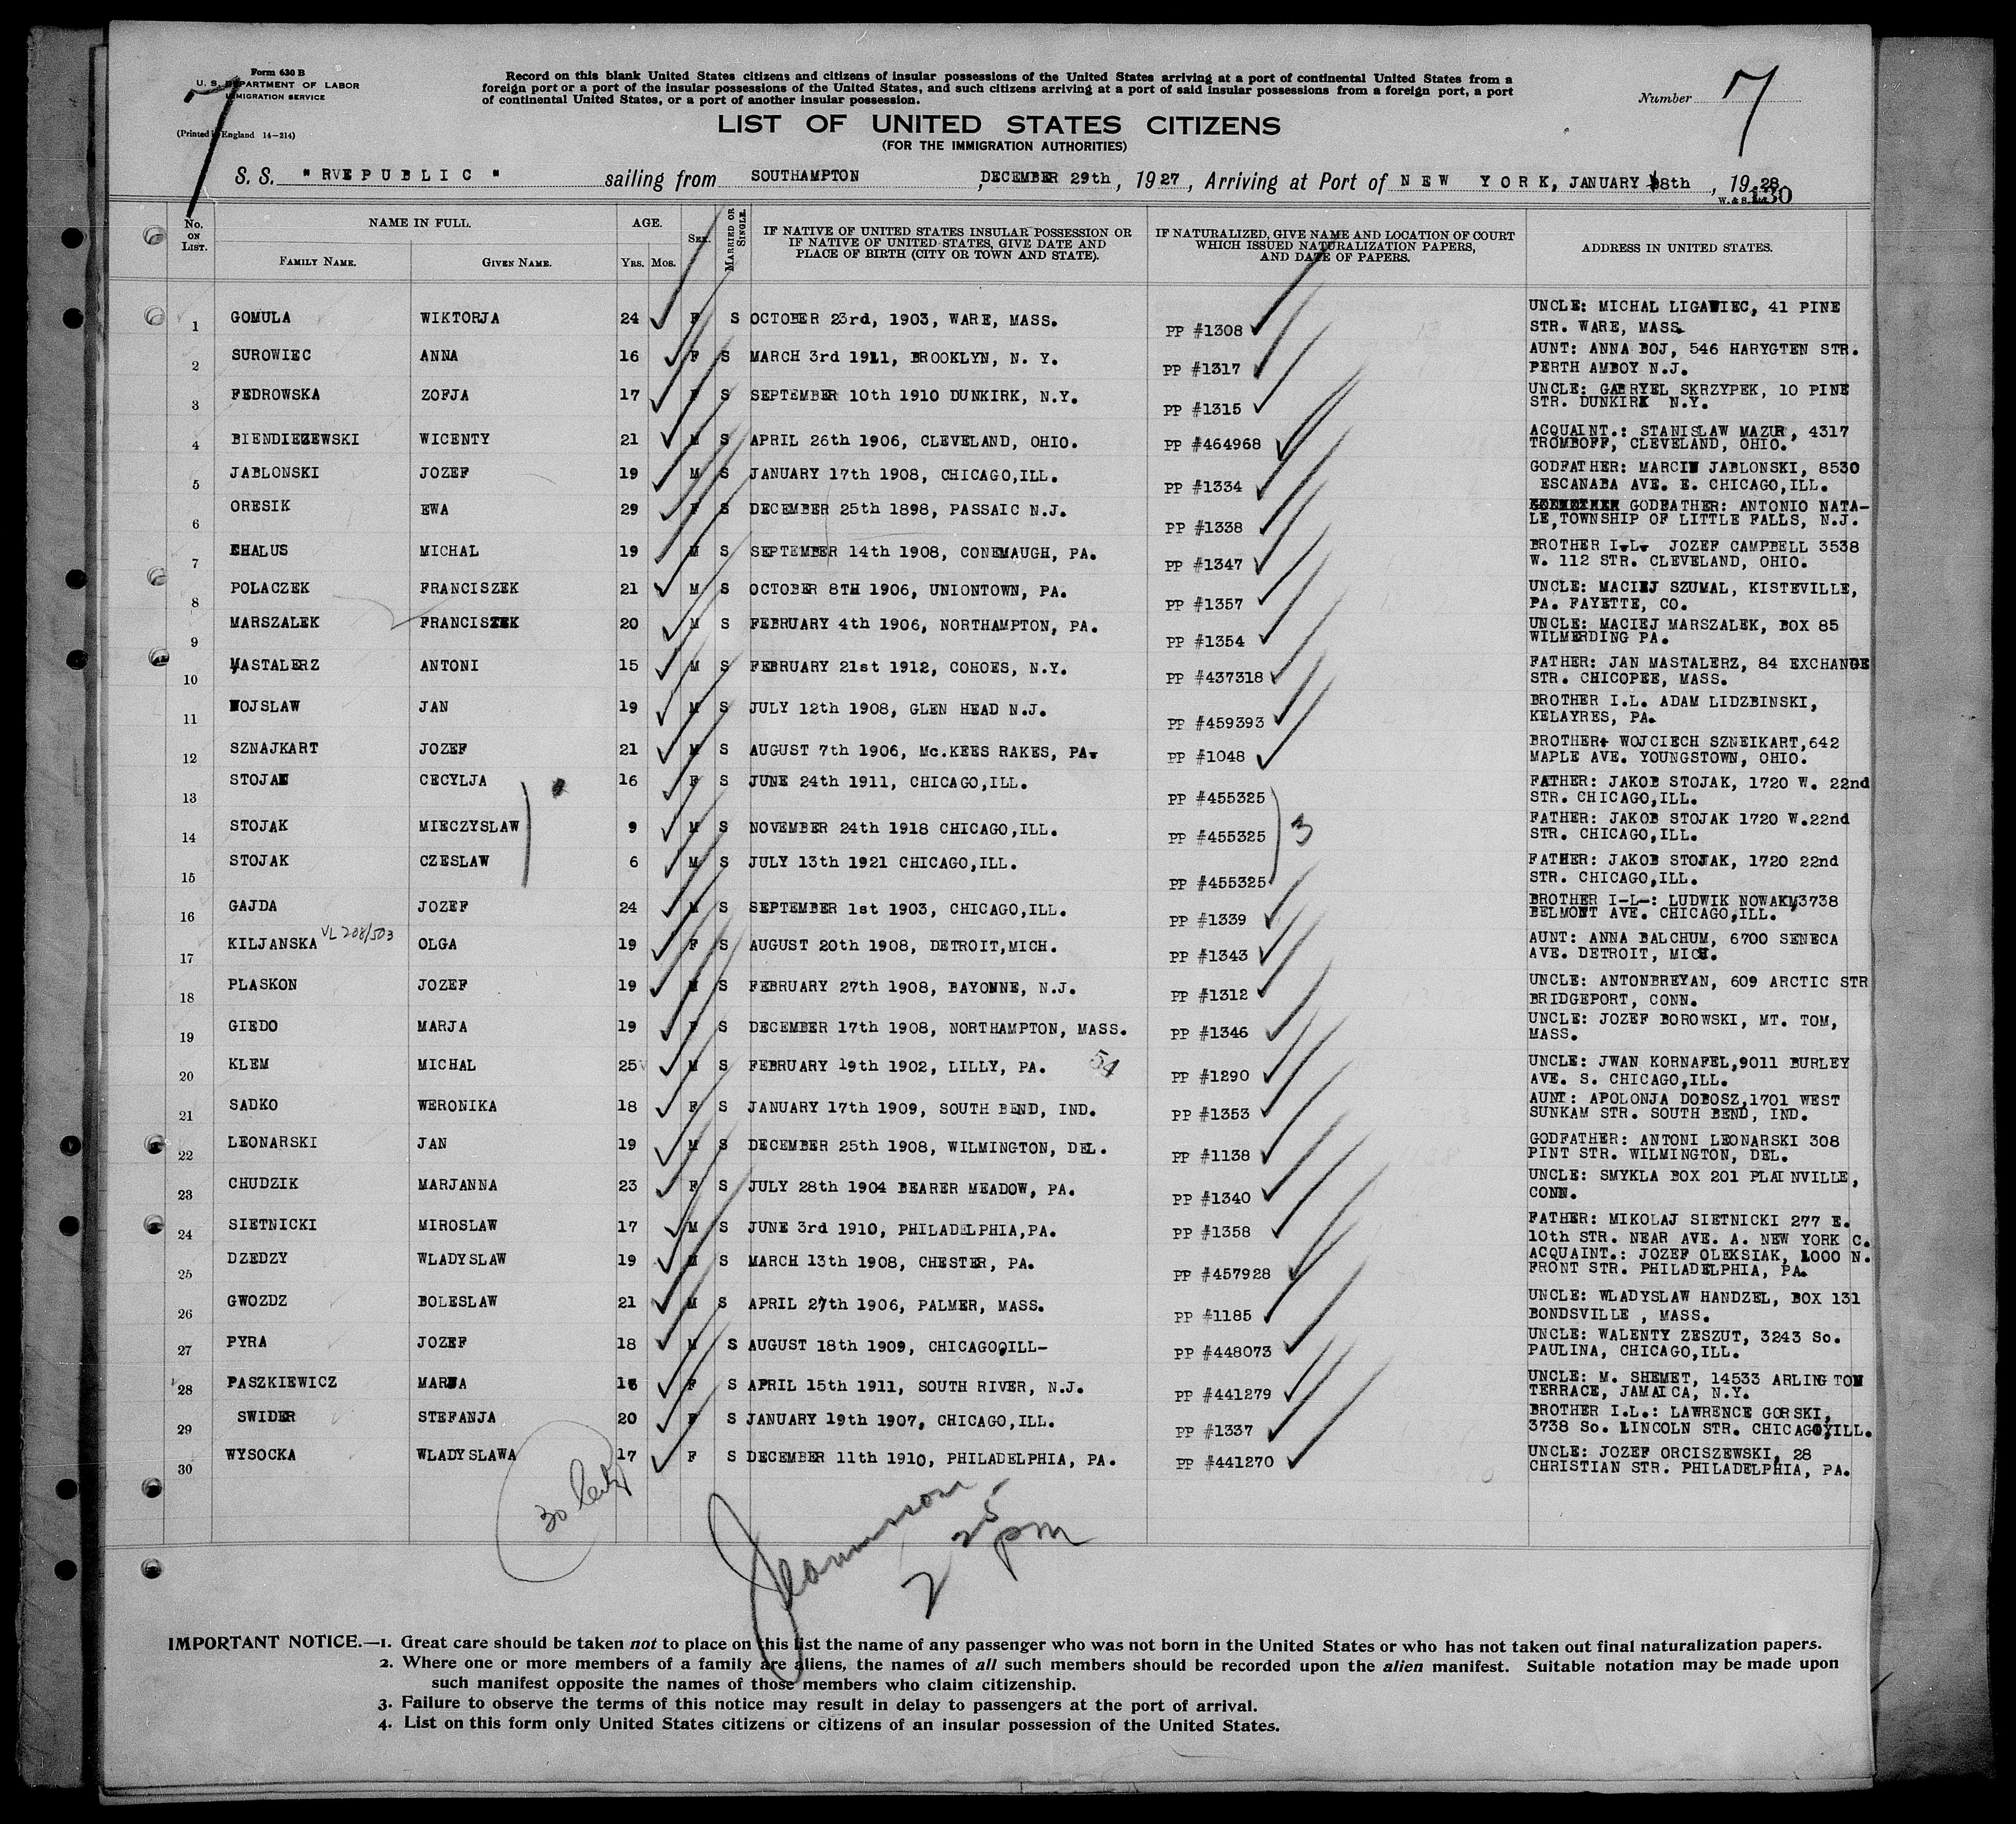 Form 630 B
U. S. DEPARTMENT OF LABOR
IMMIGRATION SERVICE
(Printed in England 14-214)
7
Record on this blank United States citizens and citizens of insular possessions of the United States arriving at a port of continental United States from a
foreign port or a port of the insular possessions of the United States, and such citizens arriving at a port of said insular possessions from a foreign port, a port
of continental United States, or a port of another insular possession.
LIST OF UNITED STATES CITIZENS
(FOR THE IMMIGRATION AUTHORITIES)
Number 7
S. S. " RVEPUBLIC " sailing from SOUTHAMPTON , DECEMBER 29th, 1927, Arriving at Port of NEW YORK, JANUARY 8th, 1928
W. & S. Ltd.
130
No. ON LIST. NAME IN FULL. AGE. SEX. MARRIED OR SINGLE. IF NATIVE OF UNITED STATES INSULAR POSSESSION OR IF NATIVE OF UNITED STATES, GIVE DATE AND PLACE OF BIRTH (CITY OR TOWN AND STATE). IF NATURALIZED, GIVE NAME AND LOCATION OF COURT WHICH ISSUED NATURALIZATION PAPERS, AND DATE OF PAPERS. ADDRESS IN UNITED STATES.
FAMILY NAME. GIVEN NAME. YRS. MOS.
1 GOMULA WIKTORJA 24 F S OCTOBER 23rd, 1903, WARE, MASS. PP #1308 UNCLE: MICHAL LIGAWIEC, 41 PINE
STR. WARE, MASS.
2 SUROWIEC ANNA 16 F S MARCH 3rd 1911, BROOKLYN, N. Y. PP #1317 AUNT: ANNA BOJ, 546 HARYGTEN STR.
PERTH AMBOY N.J.
3 FEDROWSKA ZOFJA 17 F S SEPTEMBER 10th 1910 DUNKIRK, N.Y. PP #1315 UNCLE: GABRYEL SKRZYPEK, 10 PINE
STR. DUNKIRK N.Y.
4 BIENDIEZEWSKI WICENTY 21 M S APRIL 26th 1906, CLEVELAND, OHIO. PP #464968 ACQUAINT.: STANISLAW MAZUR, 4317
TROMBOFF, CLEVELAND, OHIO.
5 JABLONSKI JOZEF 19 M S JANUARY 17th 1908, CHICAGO,ILL. PP #1334 GODFATHER: MARCIN JABLONSKI, 8530
ESCANABA AVE. E. CHICAGO,ILL.
6 ORESIK EWA 29 F S DECEMBER 25th 1898, PASSAIC N.J. PP #1338 GODFATHER: ANTONIO NATA-
LE,TOWNSHIP OF LITTLE FALLS, N.J.
7 EHALUS MICHAL 19 M S SEPTEMBER 14th 1908, CONEMAUGH, PA. PP #1347 BROTHER I.L. JOZEF CAMPBELL 3538
W. 112 STR. CLEVELAND, OHIO.
8 POLACZEK FRANCISZEK 21 M S OCTOBER 8TH 1906, UNIONTOWN, PA. PP #1357 UNCLE: MACIEJ SZUMAL, KISTEVILLE,
PA. FAYETTE, CO.
9 MARSZALEK FRANCISZEK 20 M S FEBRUARY 4th 1906, NORTHAMPTON, PA. PP #1354 UNCLE: MACIEJ MARSZALEK, BOX 85
WILMERDING PA.
10 MASTALERZ ANTONI 15 M S FEBRUARY 21st 1912, COHOES, N.Y. PP #437318 FATHER: JAN MASTALERZ, 84 EXCHANGE
STR. CHICOPEE, MASS.
11 WOJSLAW JAN 19 M S JULY 12th 1908, GLEN HEAD N.J. PP #459393 BROTHER I.L. ADAM LIDZBINSKI,
KELAYRES, PA.
12 SZNAJKART JOZEF 21 M S AUGUST 7th 1906, Mc.KEES RAKES, PA. PP #1048 BROTHER: WOJCIECH SZNEIKART,642
MAPLE AVE. YOUNGSTOWN, OHIO.
13 STOJAK CECYLJA 16 F S JUNE 24th 1911, CHICAGO,ILL. PP #455325 FATHER: JAKOB STOJAK, 1720 W. 22nd
STR. CHICAGO,ILL.
14 STOJAK MIECZYSLAW 9 M S NOVEMBER 24th 1918 CHICAGO,ILL. PP #455325 3 FATHER: JAKOB STOJAK 1720 W.22nd
STR. CHICAGO,ILL.
15 STOJAK CZESLAW 6 M S JULY 13th 1921 CHICAGO,ILL. PP #455325 FATHER: JAKOB STOJAK, 1720 22nd
STR. CHICAGO,ILL.
16 GAJDA JOZEF 24 M S SEPTEMBER 1st 1903, CHICAGO,ILL. PP #1339 BROTHER I-L-: LUDWIK NOWAK,3738
BELMONT AVE. CHICAGO,ILL.
17 KILJANSKA VL 208/503 OLGA 19 F S AUGUST 20th 1908, DETROIT,MICH. PP #1343 AUNT: ANNA BALCHUM, 6700 SENECA
AVE. DETROIT, MICH.
18 PLASKON JOZEF 19 M S FEBRUARY 27th 1908, BAYONNE, N.J. PP #1312 UNCLE: ANTONBREYAN, 609 ARCTIC STR
BRIDGEPORT, CONN.
19 GIEDO MARJA 19 F S DECEMBER 17th 1908, NORTHAMPTON, MASS. PP #1346 UNCLE: JOZEF BOROWSKI, MT. TOM,
MASS.
20 KLEM MICHAL 25 M S FEBRUARY 19th 1902, LILLY, PA. 54 PP #1290 UNCLE: JWAN KORNAFEL,9011 BURLEY
AVE. S. CHICAGO,ILL.
21 SADKO WERONIKA 18 F S JANUARY 17th 1909, SOUTH BEND, IND. PP #1353 AUNT: APOLONJA DOBOSZ,1701 WEST
SUNKAM STR. SOUTH BEND, IND.
22 LEONARSKI JAN 19 M S DECEMBER 25th 1908, WILMINGTON, DEL. PP #1138 GODFATHER: ANTONI LEONARSKI 308
PINT STR. WILMINGTON, DEL.
23 CHUDZIK MARJANNA 23 F S JULY 28th 1904 BEARER MEADOW, PA. PP #1340 UNCLE: SMYKLA BOX 201 PLAINVILLE,
CONN.
24 SIETNICKI MIROSLAW 17 M S JUNE 3rd 1910, PHILADELPHIA,PA. PP #1358 FATHER: MIKOLAJ SIETNICKI 277 E.
10th STR. NEAR AVE. A. NEW YORK C.
25 DZEDZY WLADYSLAW 19 M S MARCH 13th 1908, CHESTER, PA. PP #457928 ACQUAINT.: JOZEF OLEKSIAK, 1000 N.
FRONT STR. PHILADELPHIA, PA.
26 GWOZDZ BOLESLAW 21 M S APRIL 27th 1906, PALMER, MASS. PP #1185 UNCLE: WLADYSLAW HANDZEL, BOX 131
BONDSVILLE , MASS.
27 PYRA JOZEF 18 M S AUGUST 18th 1909, CHICAGO,ILL- PP #448073 UNCLE: WALENTY ZESZUT, 3243 So.
PAULINA, CHICAGO,ILL.
28 PASZKIEWICZ MARJA 16 F S APRIL 15th 1911, SOUTH RIVER, N.J. PP #441279 UNCLE: M. SHEMET, 14533 ARLINGTON
TERRACE, JAMAICA, N.Y.
29 SWIDER STEFANJA 20 F S JANUARY 19th 1907, CHICAGO,ILL. PP #1337 BROTHER I.L.: LAWRENCE GORSKI,
3738 So. LINCOLN STR. CHICAGO,ILL.
30 WYSOCKA WLADYSLAWA 17 F S DECEMBER 11th 1910, PHILADELPHIA, PA. PP #441270 UNCLE: JOZEF ORCISZEWSKI, 28
CHRISTIAN STR. PHILADELPHIA, PA.
30
2 25 pm
IMPORTANT NOTICE.—1. Great care should be taken not to place on this list the name of any passenger who was not born in the United States or who has not taken out final naturalization papers.
2. Where one or more members of a family are aliens, the names of all such members should be recorded upon the alien manifest. Suitable notation may be made upon
such manifest opposite the names of those members who claim citizenship.
3. Failure to observe the terms of this notice may result in delay to passengers at the port of arrival.
4. List on this form only United States citizens or citizens of an insular possession of the United States.